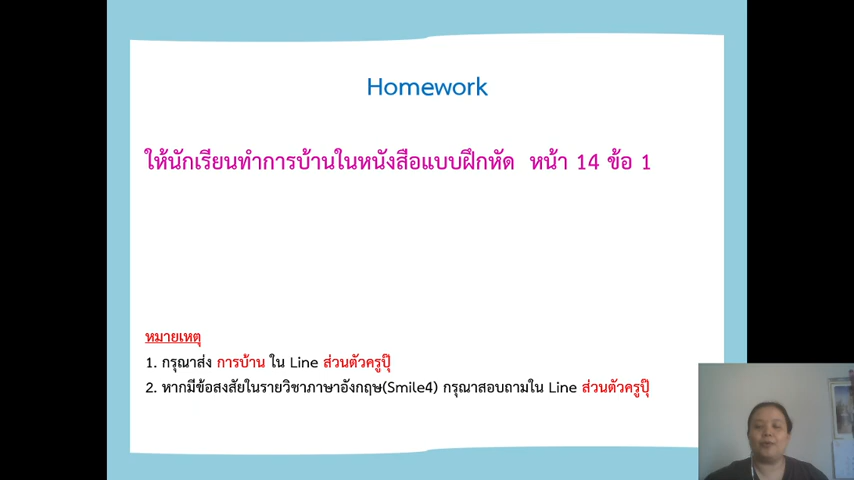 Homework
ให้นักเรียนทำการบ้านในหนังสือแบบฝึกหัด หน้า 14 ข้อ 1
หมายเหตุ
1. กรุณาส่ง การบ้าน ใน Line ส่วนตัวครูปุ๊
2. หากมีข้อสงสัยในรายวิชาภาษาอังกฤษ(Smile4) กรุณาสอบถามใน Line ส่วนตัวครูปุ๊